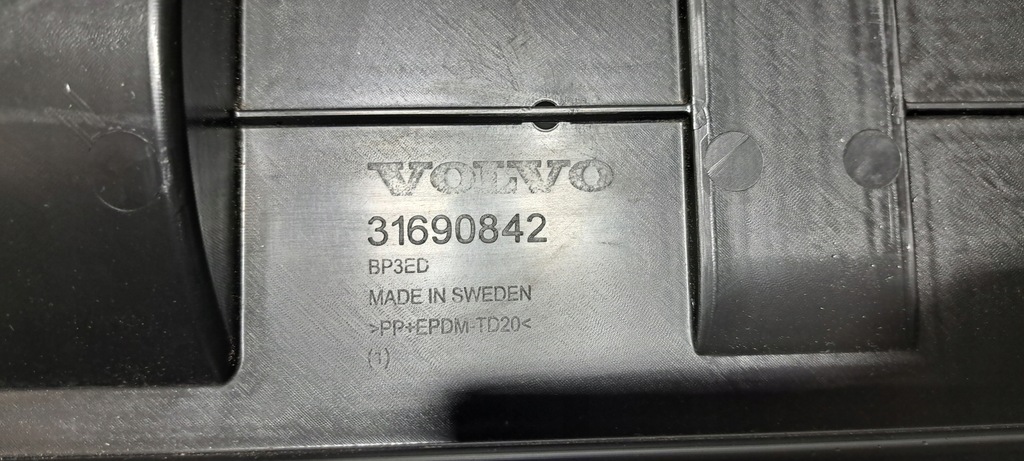 VOLVO
31690842
BP3ED
MADE IN SWEDEN
>PP+EPDM-TD20<
(1)